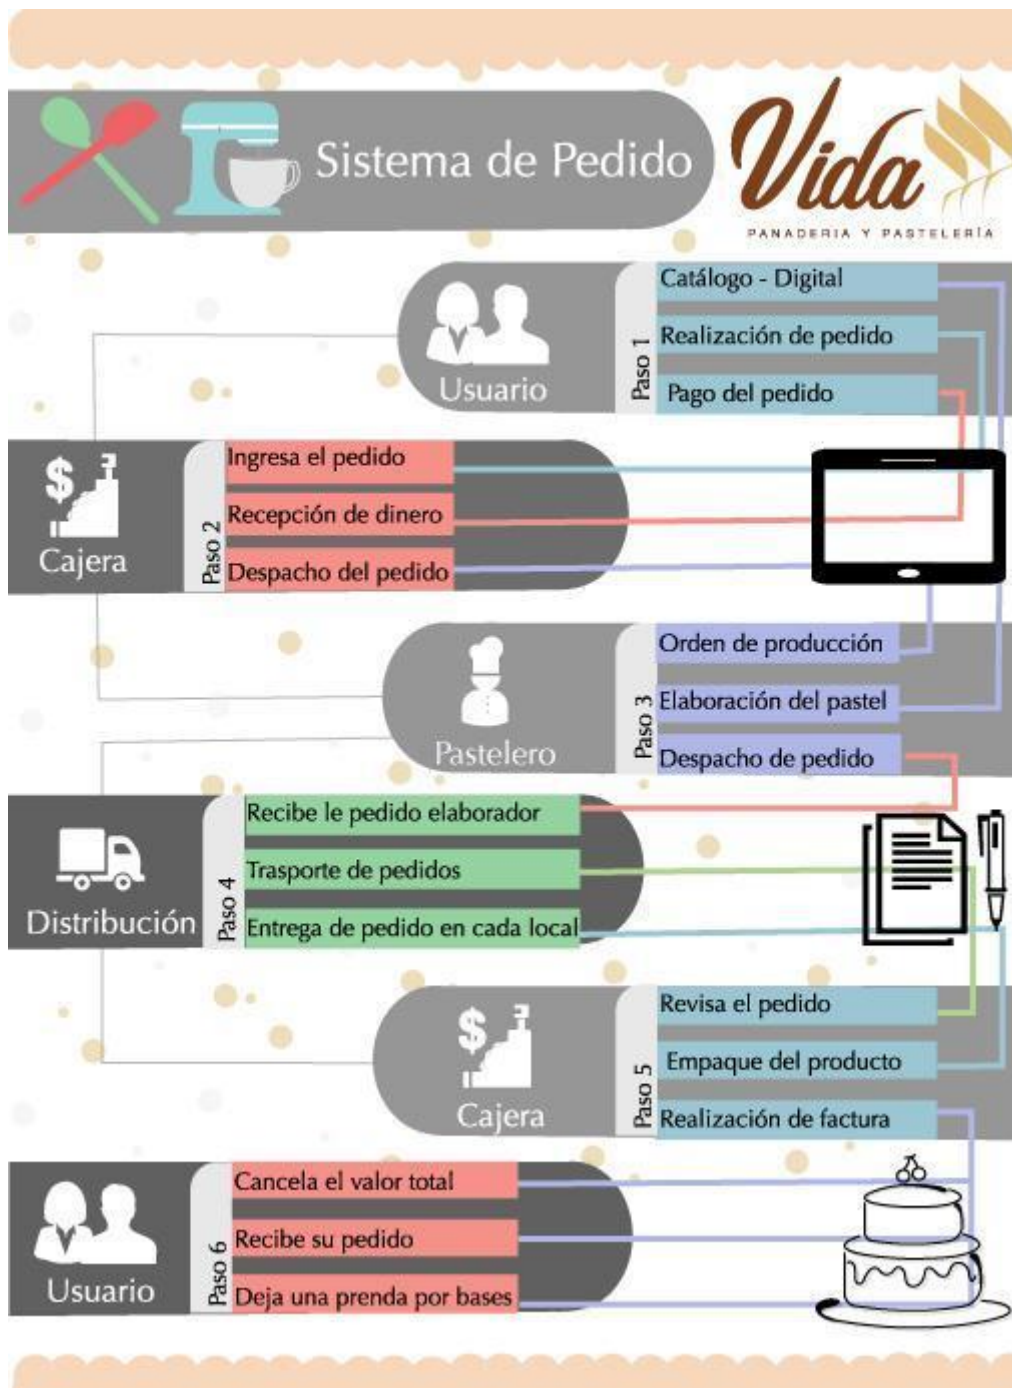 Sistema de Pedido
Vida
PANADERIA Y PASTELERÍA
Usuario
Paso 1
Catálogo - Digital
Realización de pedido
Pago del pedido
$
Cajera
Paso 2
Ingresa el pedido
Recepción de dinero
Despacho del pedido
Pastelero
Paso 3
Orden de producción
Elaboración del pastel
Despacho de pedido
Distribución
Paso 4
Recibe le pedido elaborador
Trasporte de pedidos
Entrega de pedido en cada local
$
Cajera
Paso 5
Revisa el pedido
Empaque del producto
Realización de factura
Usuario
Paso 6
Cancela el valor total
Recibe su pedido
Deja una prenda por bases